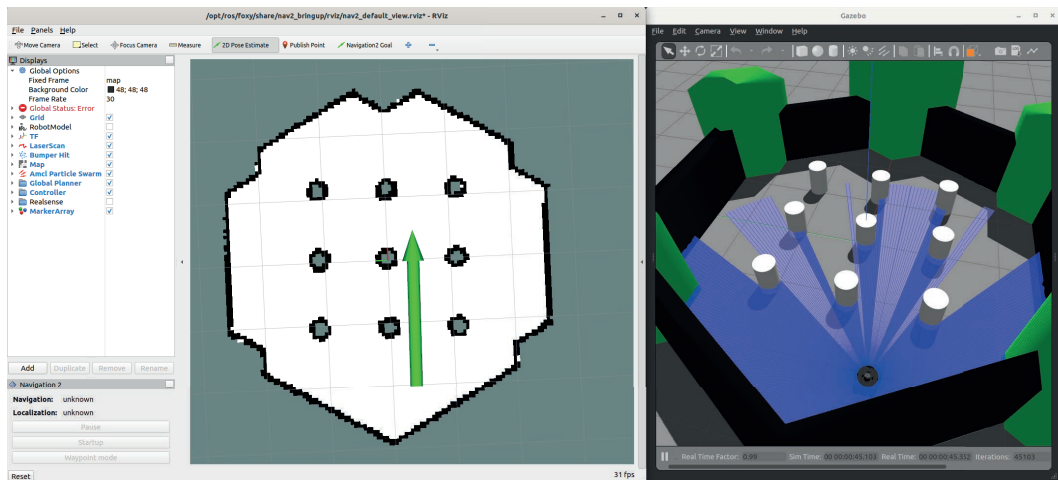 /opt/ros/foxy/share/nav2_bringup/rviz/nav2_default_view.rviz* - RViz
File Panels Help
Move Camera Select Focus Camera Measure 2D Pose Estimate Publish Point Navigation2 Goal
Displays
Global Options
Fixed Frame map
Background Color 48; 48; 48
Frame Rate 30
Global Status: Error
Grid
RobotModel
TF
LaserScan
Bumper Hit
Map
Amcl Particle Swarm
Global Planner
Controller
Realsense
MarkerArray
Add Duplicate Remove Rename
Navigation 2
Navigation: unknown
Localization: unknown
Pause
Startup
Waypoint mode
Reset
31 fps
Gazebo
File Edit Camera View Window Help
Real Time Factor: 0.99 Sim Time: 00 00:00:45.103 Real Time: 00 00:00:45.312 Iterations: 45103